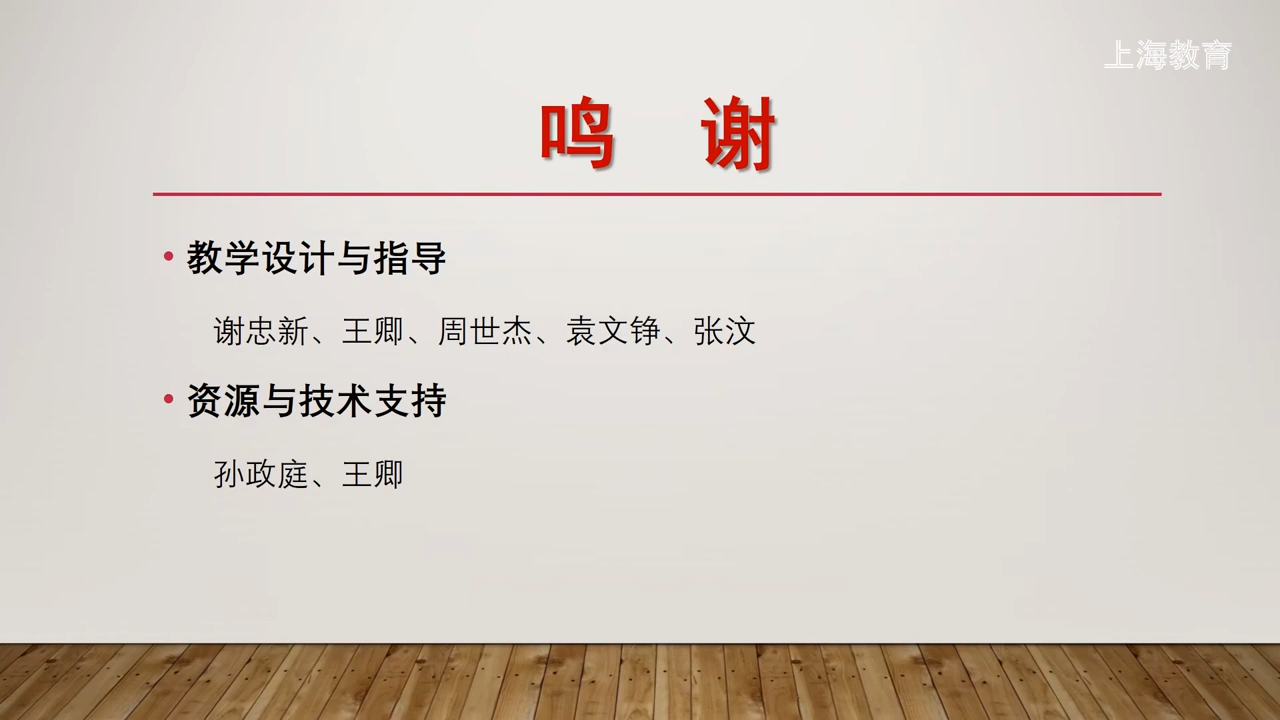 上海教育
鸣 谢
• 教学设计与指导
谢忠新、王卿、周世杰、袁文铮、张汶
• 资源与技术支持
孙政庭、王卿